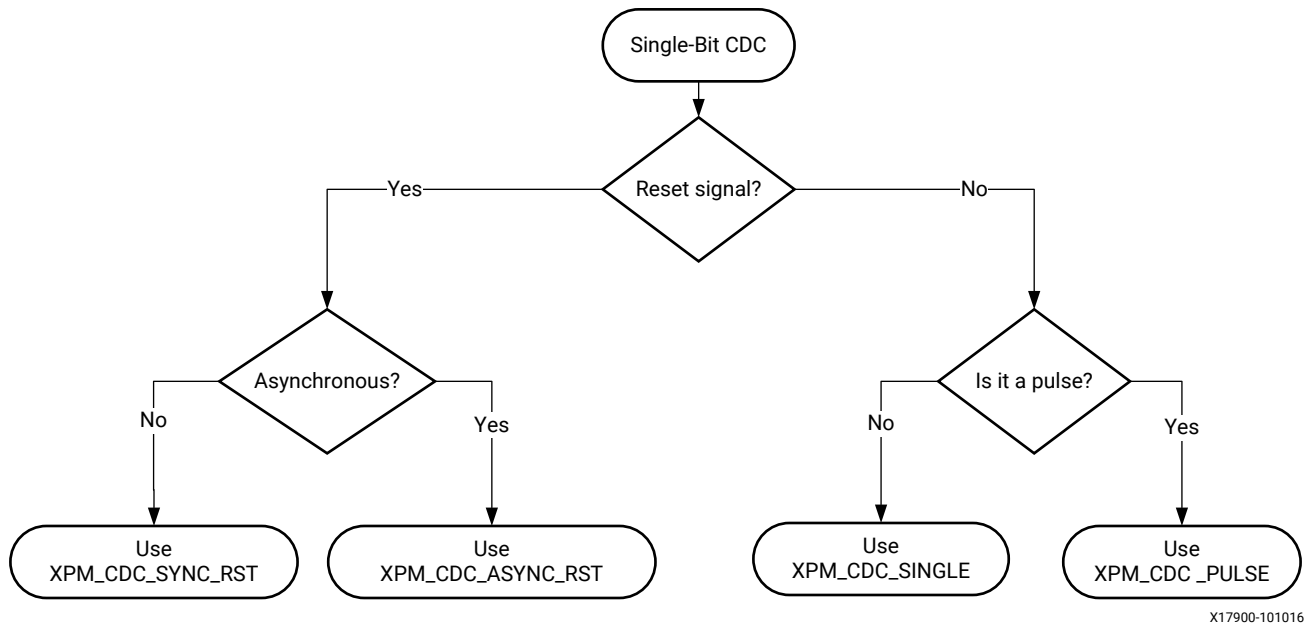 Single-Bit CDC
Reset signal?
Yes
No
Asynchronous?
Is it a pulse?
No
Yes
No
Yes
Use
XPM_CDC_SYNC_RST
Use
XPM_CDC_ASYNC_RST
Use
XPM_CDC_SINGLE
Use
XPM_CDC _PULSE
X17900-101016